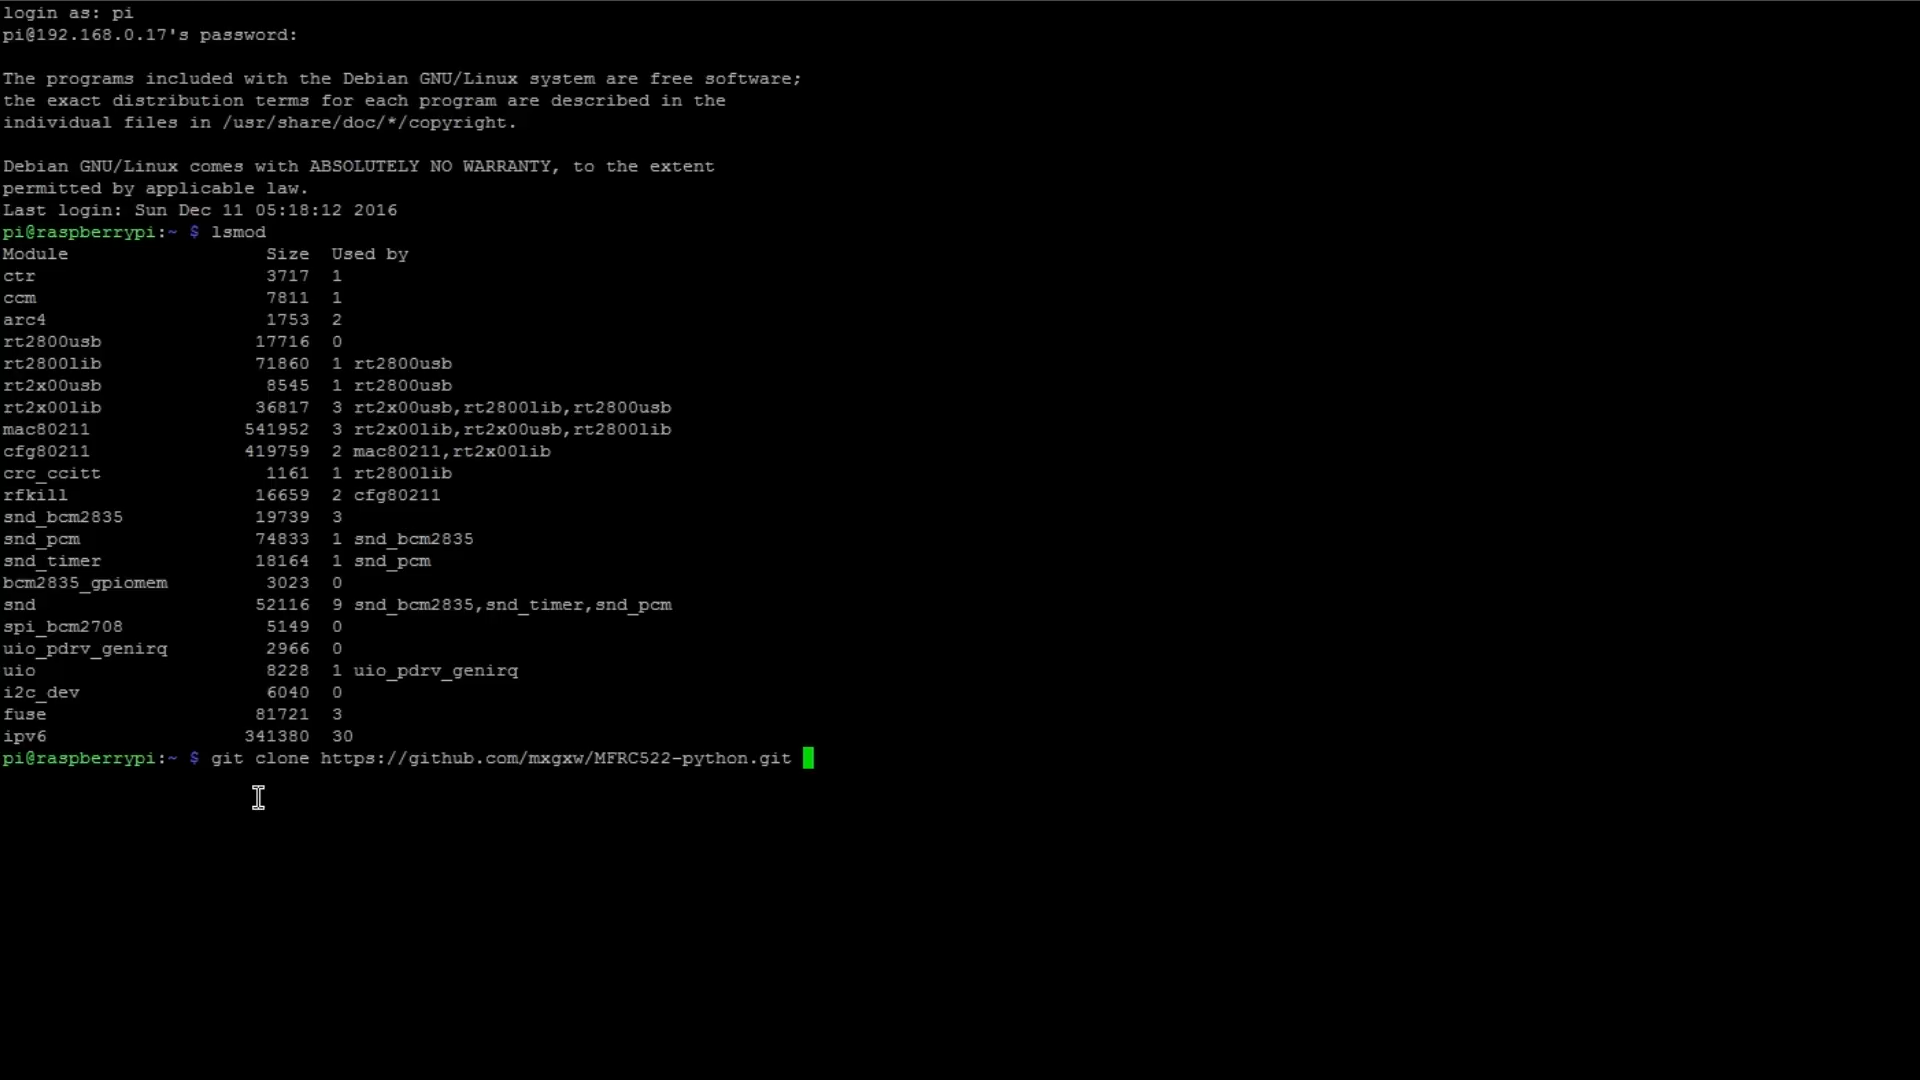 login as: pi
pi@192.168.0.17's password:
The programs included with the Debian GNU/Linux system are free software;
the exact distribution terms for each program are described in the
individual files in /usr/share/doc/*/copyright.
Debian GNU/Linux comes with ABSOLUTELY NO WARRANTY, to the extent
permitted by applicable law.
Last login: Sun Dec 11 05:18:12 2016
pi@raspberrypi:~ $ lsmod
Module                  Size  Used by
ctr                     3717  1
ccm                     7811  1
arc4                    1753  2
rt2800usb              17716  0
rt2800lib              71860  1 rt2800usb
rt2x00usb               8545  1 rt2800usb
rt2x00lib              36817  3 rt2x00usb,rt2800lib,rt2800usb
mac80211              541952  3 rt2x00lib,rt2x00usb,rt2800lib
cfg80211              419759  2 mac80211,rt2x00lib
crc_ccitt               1161  1 rt2800lib
rfkill                 16659  2 cfg80211
snd_bcm2835            19739  3
snd_pcm                74833  1 snd_bcm2835
snd_timer              18164  1 snd_pcm
bcm2835_gpiomem         3023  0
snd                    52116  9 snd_bcm2835,snd_timer,snd_pcm
spi_bcm2708             5149  0
uio_pdrv_genirq         2966  0
uio                     8228  1 uio_pdrv_genirq
i2c_dev                 6040  0
fuse                   81721  3
ipv6                  341380  30
pi@raspberrypi:~ $ git clone https://github.com/mxgxw/MFRC522-python.git